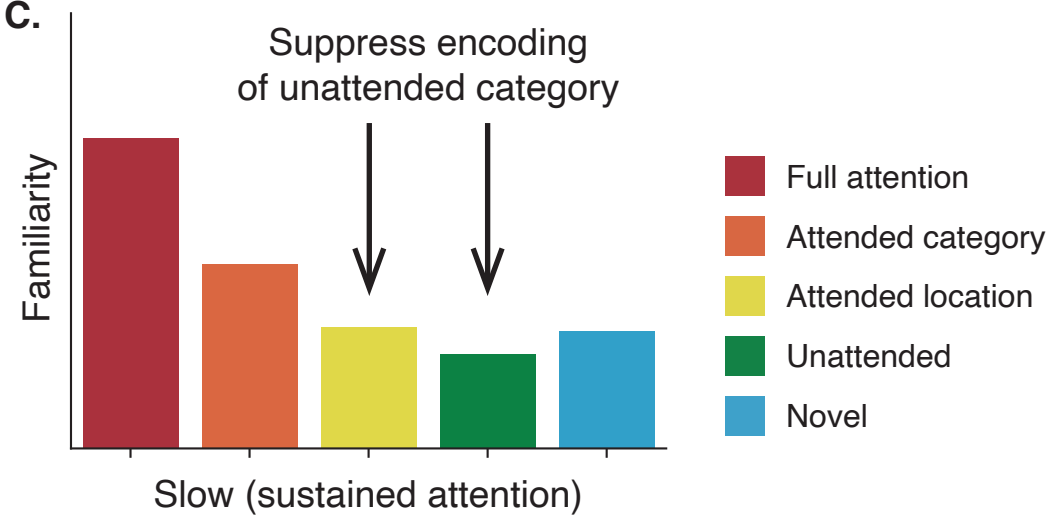 C.
Suppress encoding
of unattended category
Familiarity
Full attention
Attended category
Attended location
Unattended
Novel
Slow (sustained attention)